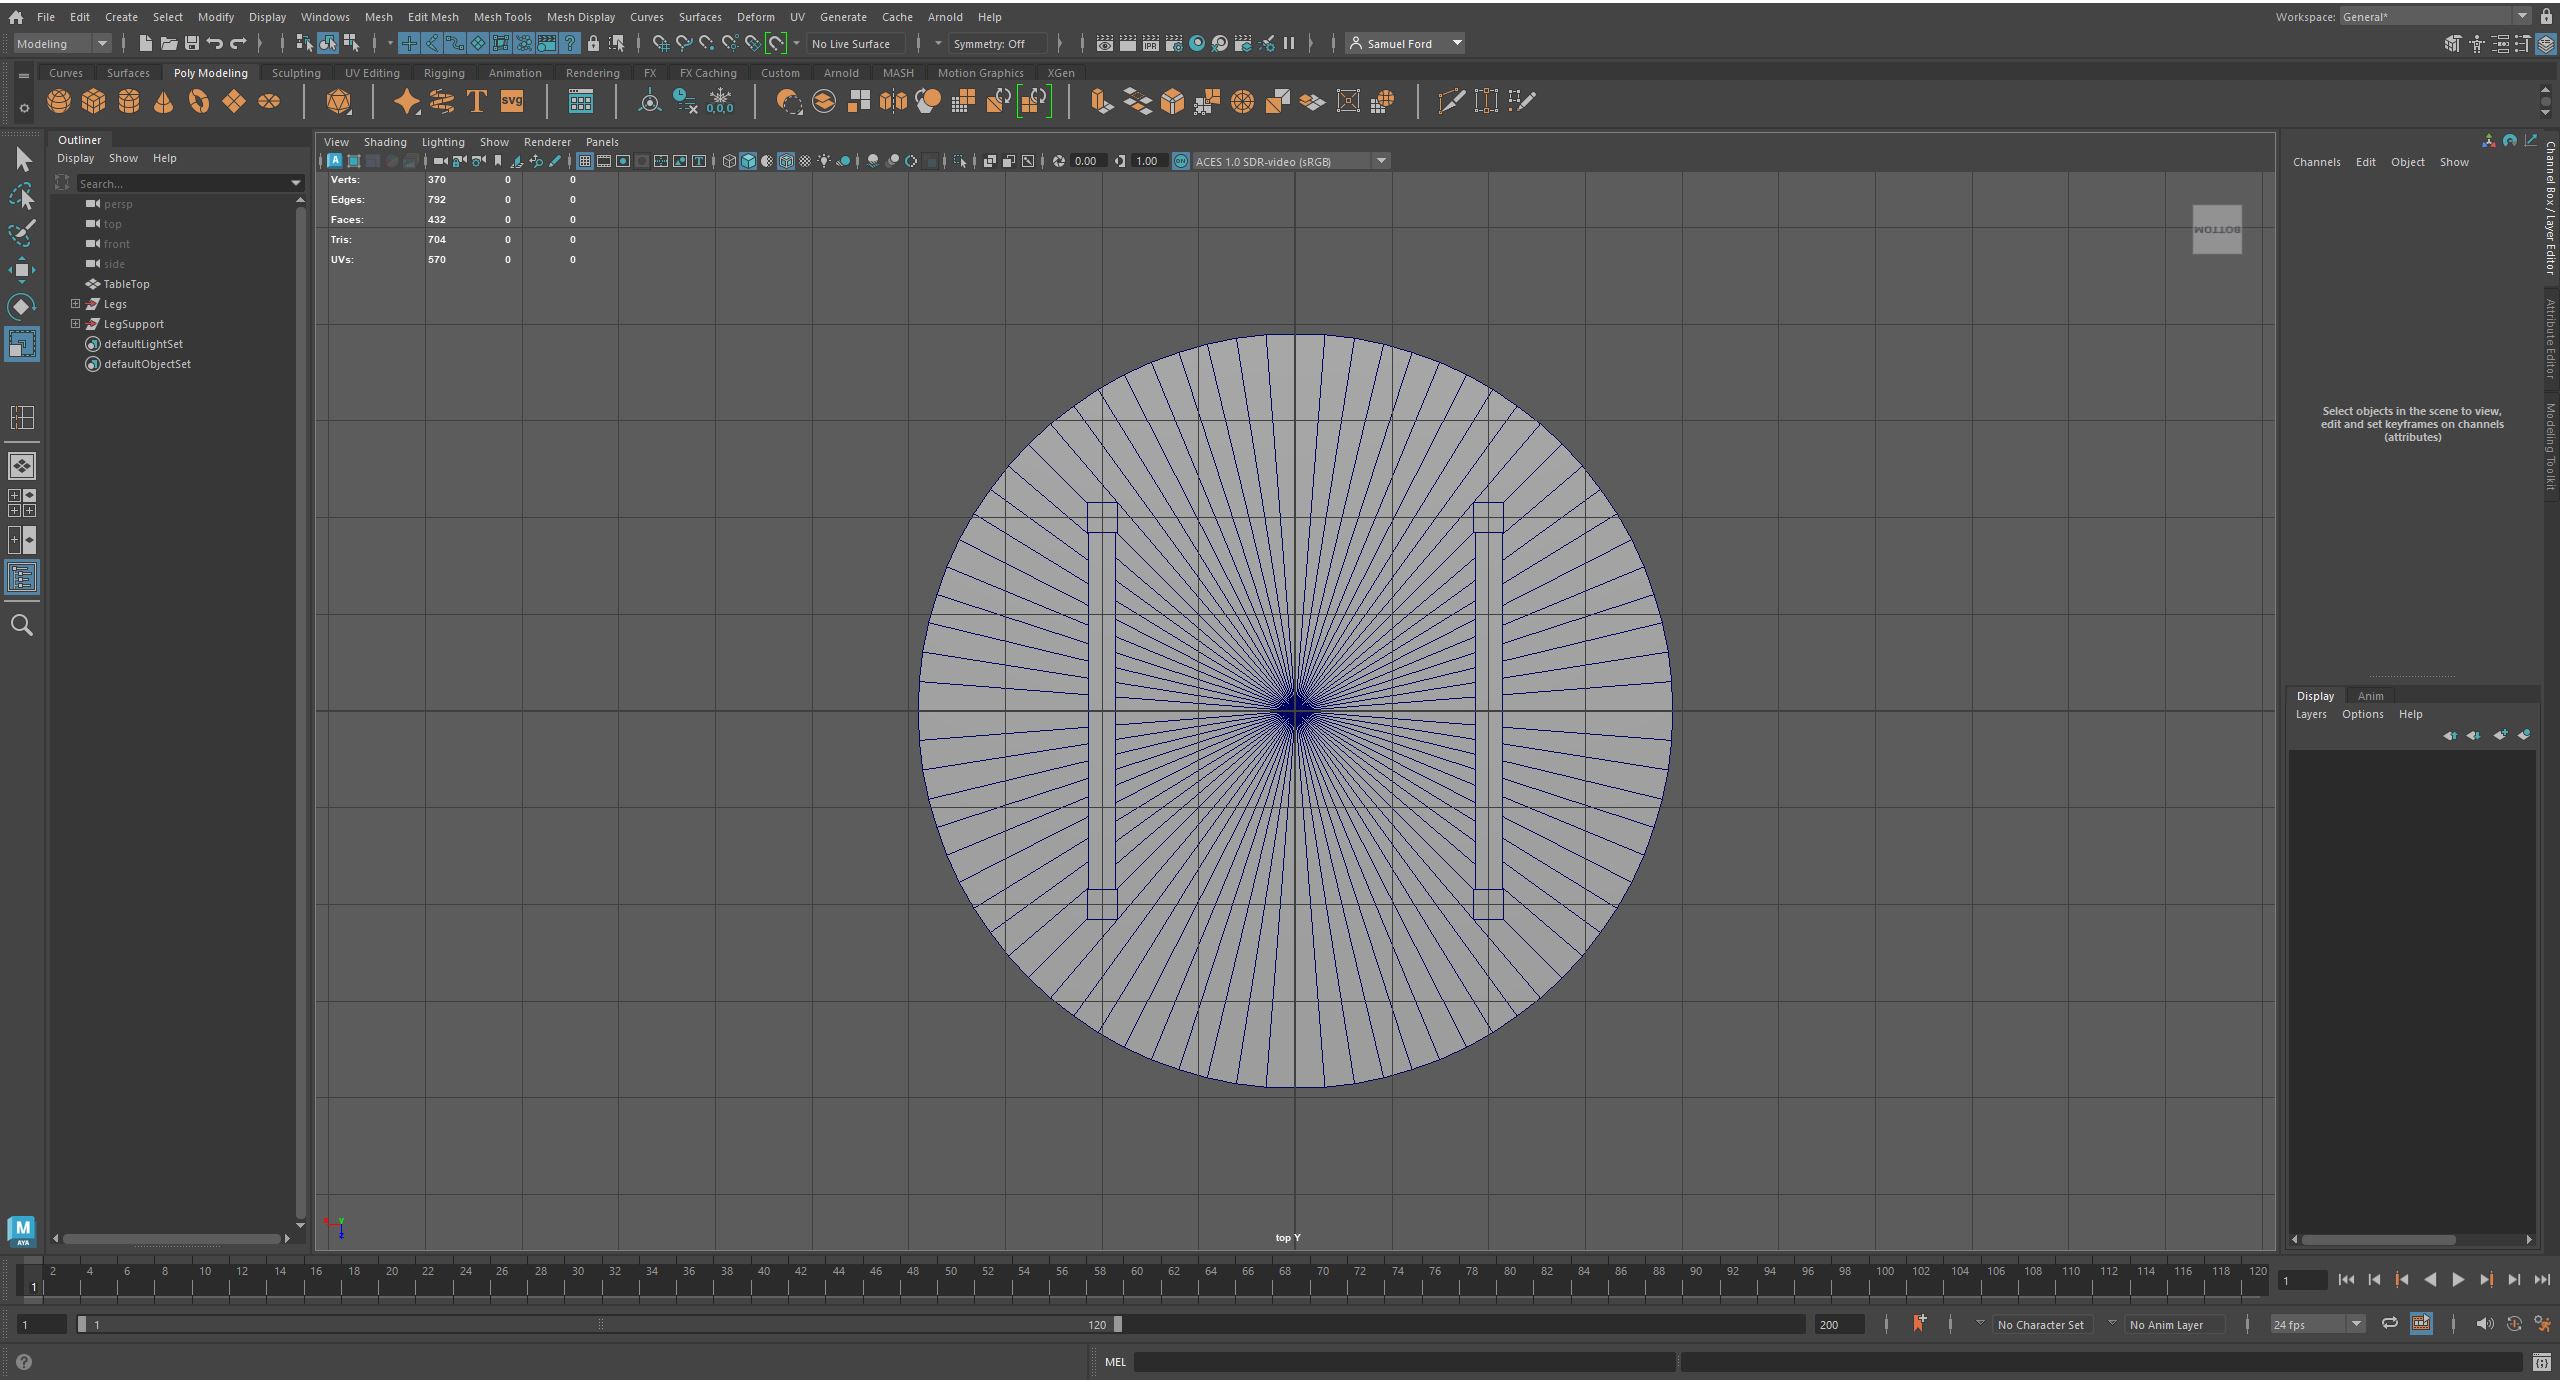 File Edit Create Select Modify Display Windows Mesh Edit Mesh Mesh Tools Mesh Display Curves Surfaces Deform UV Generate Cache Arnold Help Workspace: General*
Modeling No Live Surface Symmetry: Off Samuel Ford
Curves Surfaces Poly Modeling Sculpting UV Editing Rigging Animation Rendering FX FX Caching Custom Arnold MASH Motion Graphics XGen
T svg 0,0,0
Outliner
Display Show Help
Search...
persp
top
front
side
TableTop
Legs
LegSupport
defaultLightSet
defaultObjectSet
View Shading Lighting Show Renderer Panels
A IPR 0.00 1.00 ON ACES 1.0 SDR-video (sRGB)
Verts: 370 0 0
Edges: 792 0 0
Faces: 432 0 0
Tris: 704 0 0
UVs: 570 0 0
BOTTOM
top Y
Channels Edit Object Show
Select objects in the scene to view,
edit and set keyframes on channels
(attributes)
Channel Box / Layer Editor
Attribute Editor
Modeling Toolkit
Display Anim
Layers Options Help
M
AYA
2 4 6 8 10 12 14 16 18 20 22 24 26 28 30 32 34 36 38 40 42 44 46 48 50 52 54 56 58 60 62 64 66 68 70 72 74 76 78 80 82 84 86 88 90 92 94 96 98 100 102 104 106 108 110 112 114 116 118 120
1 1
1 1 120 200 No Character Set No Anim Layer 24 fps
MEL